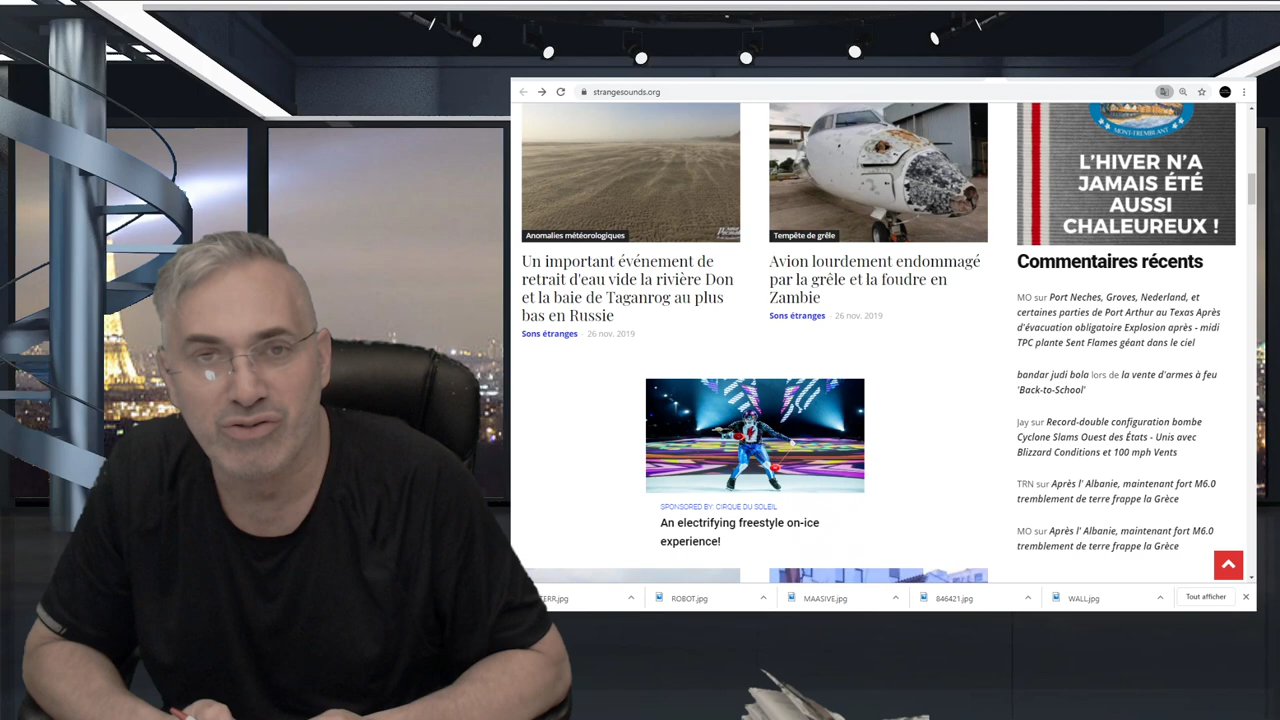 strangesounds.org
Anomalies météorologiques
Un important événement de
retrait d'eau vide la rivière Don
et la baie de Taganrog au plus
bas en Russie
Sons étranges - 26 nov. 2019
Tempête de grêle
Avion lourdement endommagé
par la grêle et la foudre en
Zambie
Sons étranges - 26 nov. 2019
SPONSORED BY: CIRQUE DU SOLEIL
An electrifying freestyle on-ice
experience!
MONT-TREMBLANT
L'HIVER N'A
JAMAIS ÉTÉ
AUSSI
CHALEUREUX !
Commentaires récents
MO sur Port Neches, Groves, Nederland, et
certaines parties de Port Arthur au Texas Après
d'évacuation obligatoire Explosion après - midi
TPC plante Sent Flames géant dans le ciel
bandar judi bola lors de la vente d'armes à feu
'Back-to-School'
Jay sur Record-double configuration bombe
Cyclone Slams Ouest des États - Unis avec
Blizzard Conditions et 100 mph Vents
TRN sur Après l' Albanie, maintenant fort M6.0
tremblement de terre frappe la Grèce
MO sur Après l' Albanie, maintenant fort M6.0
tremblement de terre frappe la Grèce
ROBOT.jpg
MAASIVE.jpg
846421.jpg
WALL.jpg
Tout afficher